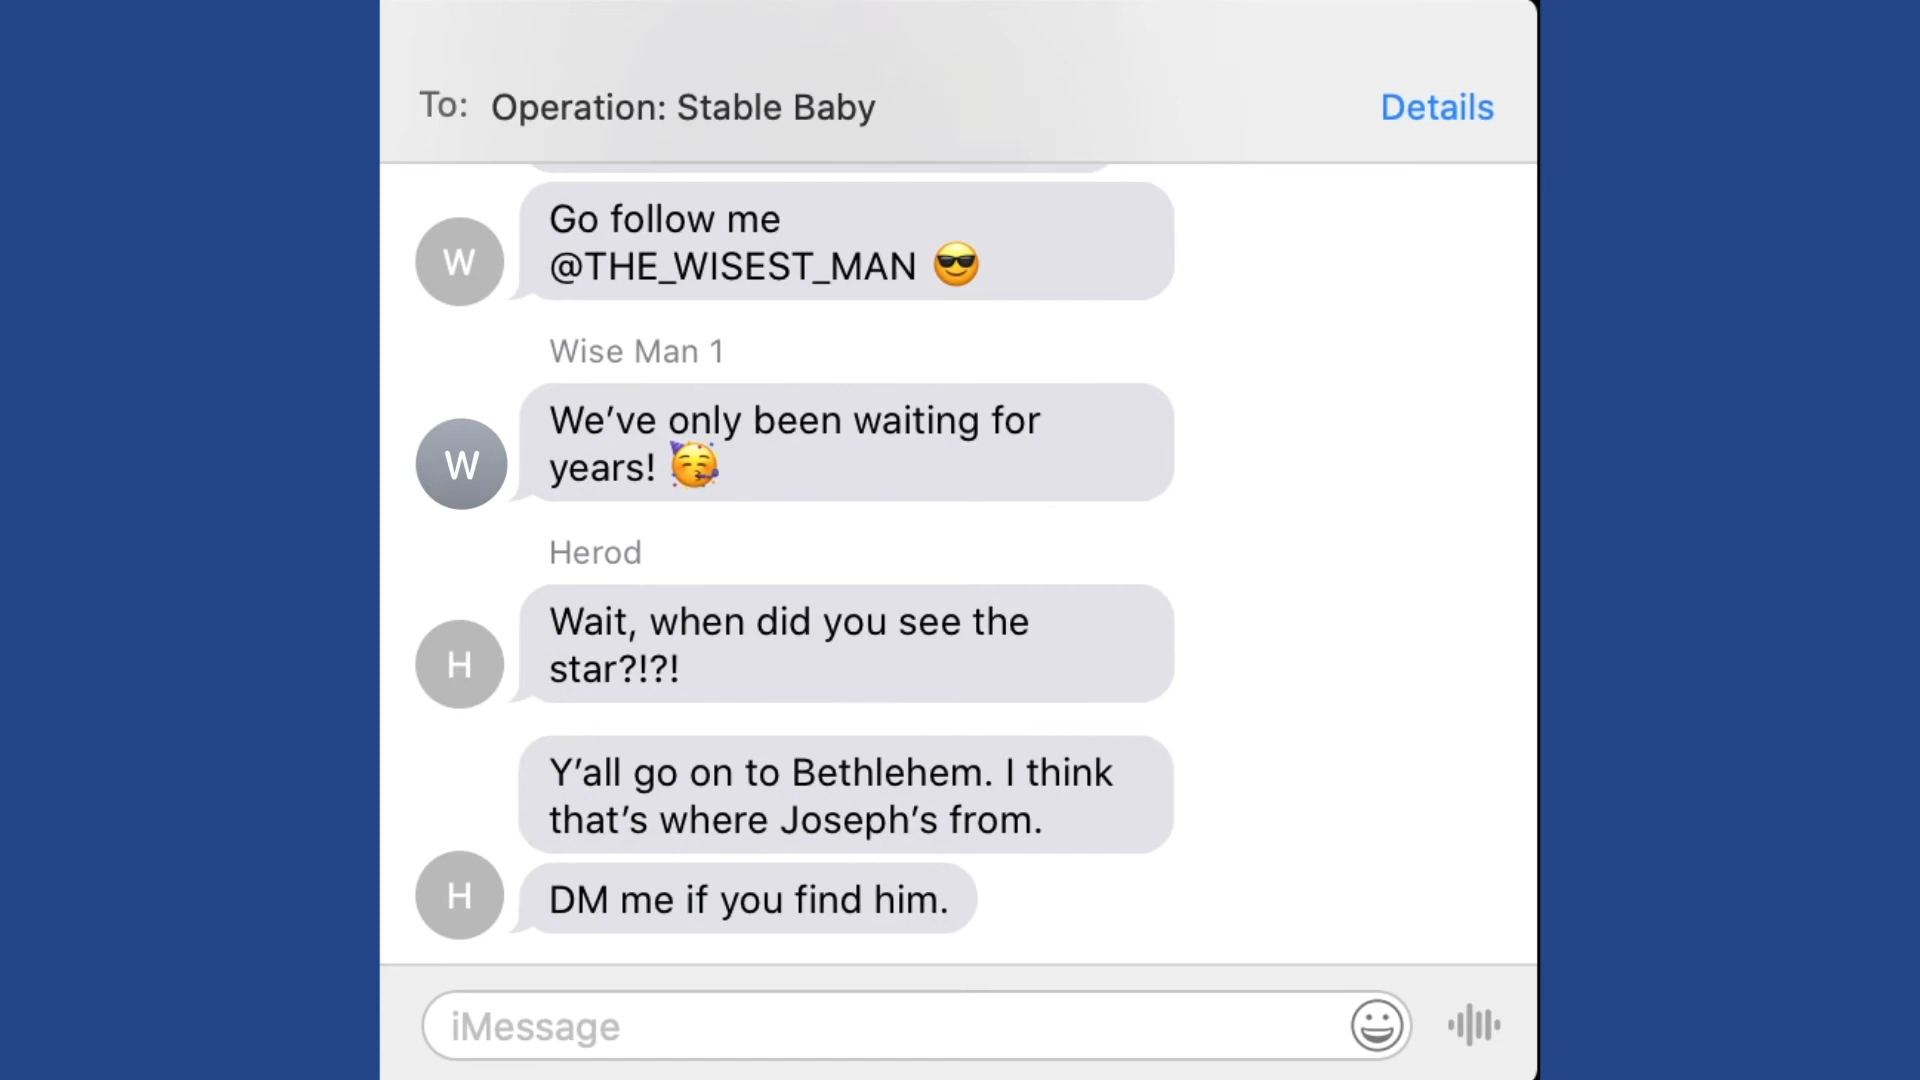 To: Operation: Stable Baby Details
Go follow me
@THE_WISEST_MAN 😎
W
Wise Man 1
We’ve only been waiting for
years! 🥳
W
Herod
Wait, when did you see the
star?!?!
H
Y’all go on to Bethlehem. I think
that’s where Joseph’s from.
DM me if you find him.
H
iMessage